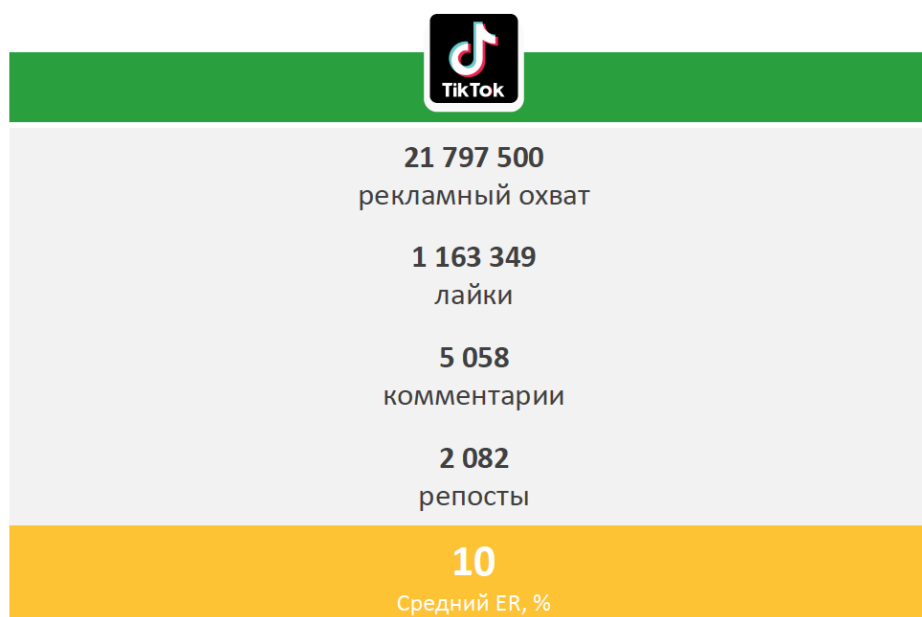 TikTok
21 797 500
рекламный охват
1 163 349
лайки
5 058
комментарии
2 082
репосты
10
Средний ER, %